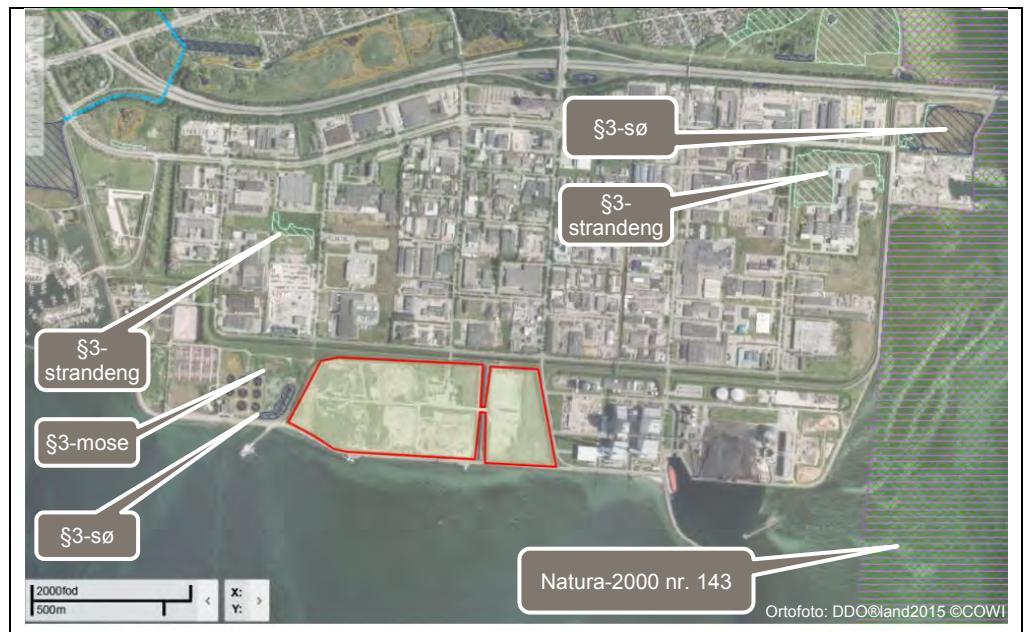 §3-sø
§3-
strandeng
§3-
strandeng
§3-mose
§3-sø
Natura-2000 nr. 143
2000fod
500m
X:
Y:
Ortofoto: DDO®land2015 ©COWI